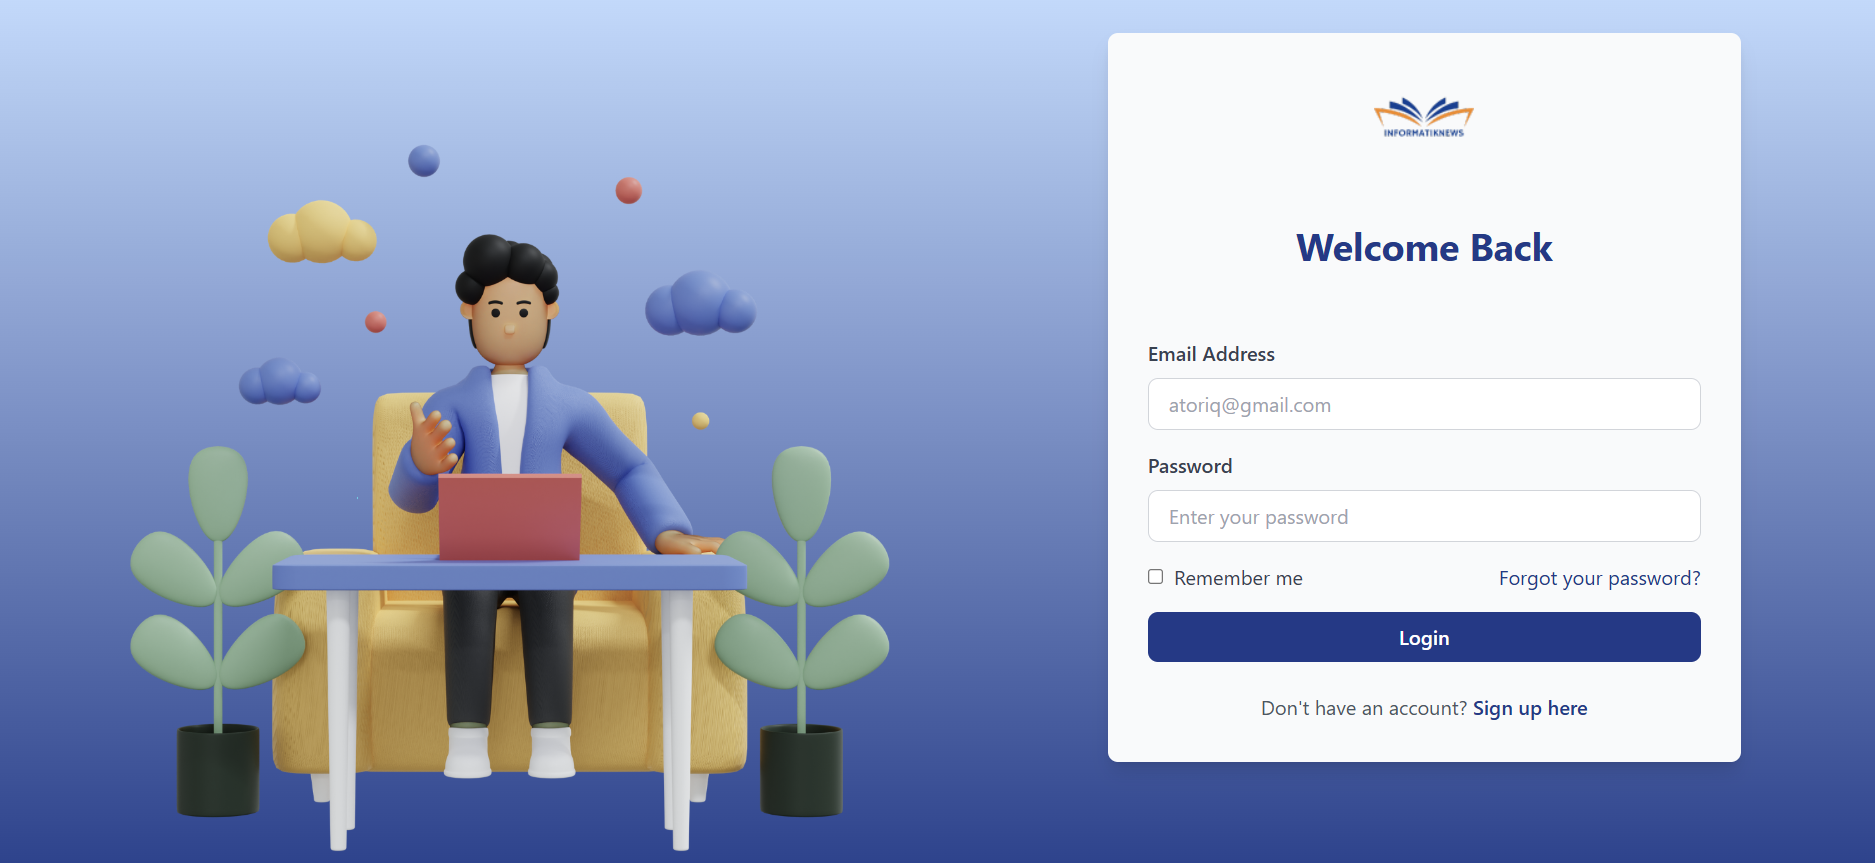 INFORMATIKNEWS
Welcome Back
Email Address
atoriq@gmail.com
Password
Enter your password
Remember me Forgot your password?
Login
Don't have an account? Sign up here